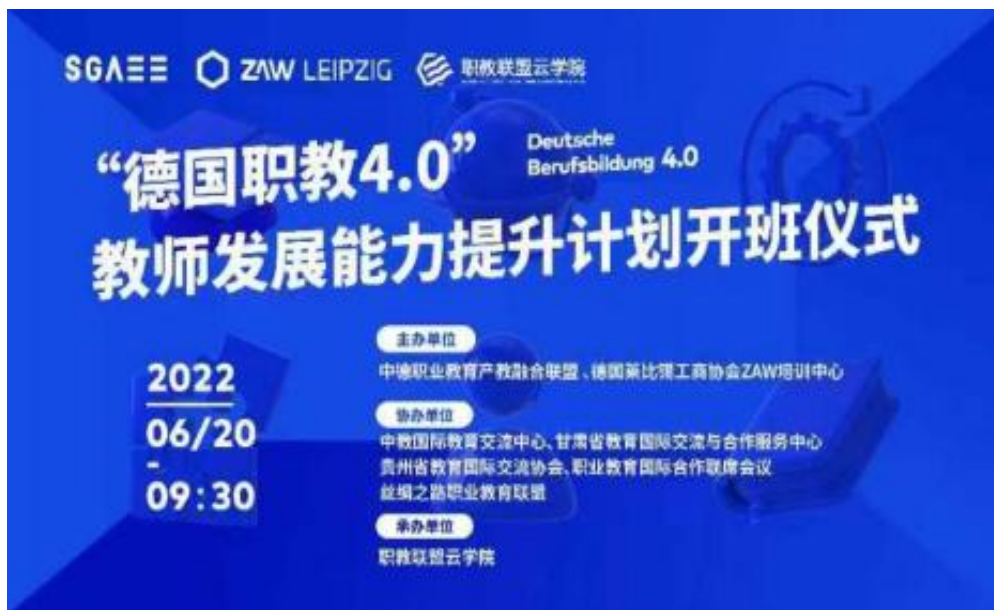 SGAEE ZAW LEIPZIG 职教联盟云学院
“德国职教4.0” Deutsche Berufsbildung 4.0
教师发展能力提升计划开班仪式
2022
06/20
-
09:30
主办单位
中德职业教育产教融合联盟、德国莱比锡工商协会ZAW培训中心
协办单位
中教国际教育交流中心、甘肃省教育国际交流与合作服务中心
贵州省教育国际交流协会、职业教育国际合作联席会议
丝绸之路职业教育联盟
承办单位
职教联盟云学院